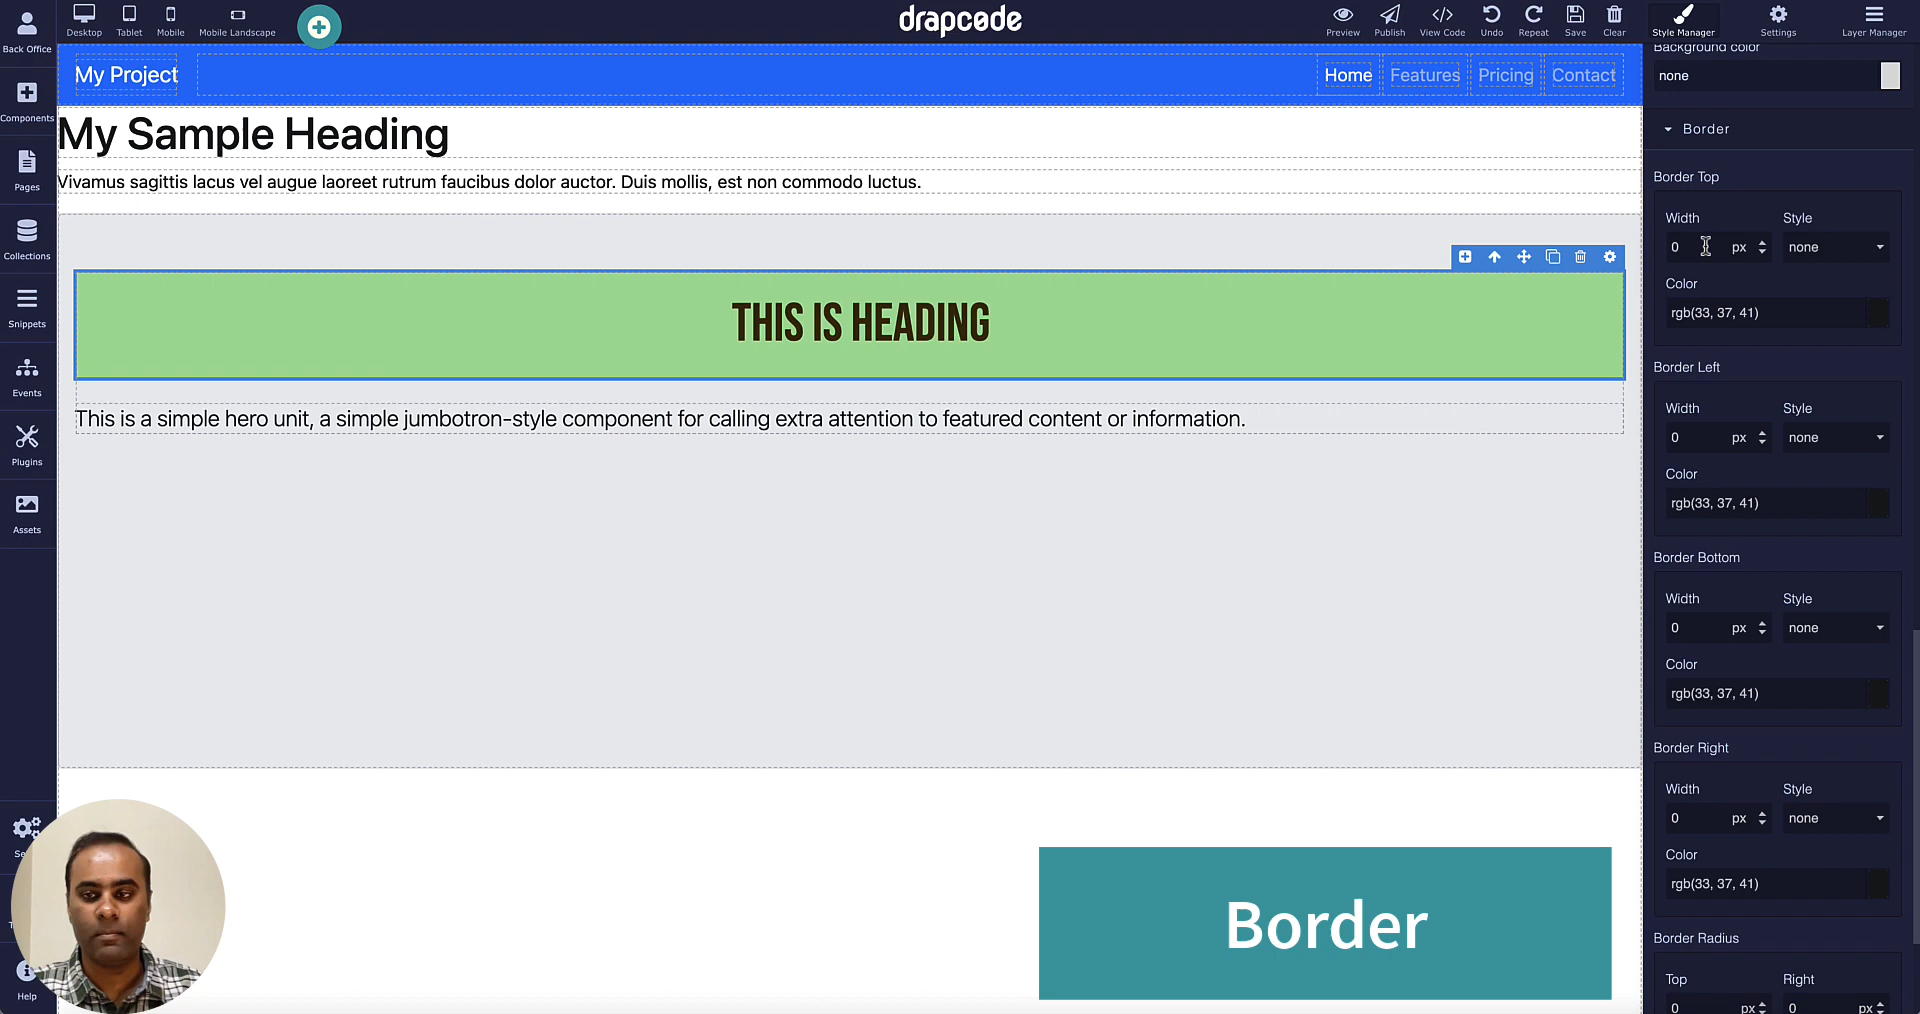 Back Office
Desktop
Tablet
Mobile
Mobile Landscape
drapcode
Preview
Publish
View Code
Undo
Repeat
Save
Clear
Style Manager
Settings
Layer Manager
Components
Pages
Collections
Snippets
Events
Plugins
Assets
Help
My Project
Home
Features
Pricing
Contact
My Sample Heading
Vivamus sagittis lacus vel augue laoreet rutrum faucibus dolor auctor. Duis mollis, est non commodo luctus.
THIS IS HEADING
This is a simple hero unit, a simple jumbotron-style component for calling extra attention to featured content or information.
Border
Background color
none
Border
Border Top
Width Style
0 px none
Color
rgb(33, 37, 41)
Border Left
Width Style
0 px none
Color
rgb(33, 37, 41)
Border Bottom
Width Style
0 px none
Color
rgb(33, 37, 41)
Border Right
Width Style
0 px none
Color
rgb(33, 37, 41)
Border Radius
Top Right
0 px 0 px